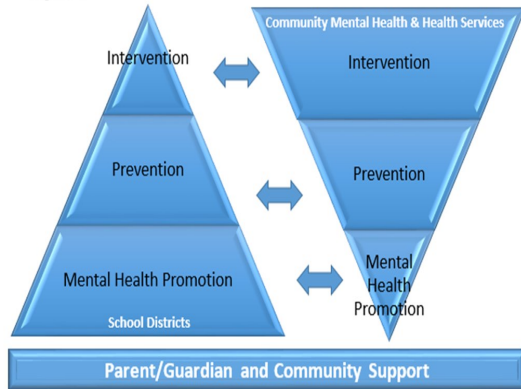 Intervention
Prevention
Mental Health Promotion
School Districts
Community Mental Health & Health Services
Intervention
Prevention
Mental
Health
Promotion
Parent/Guardian and Community Support